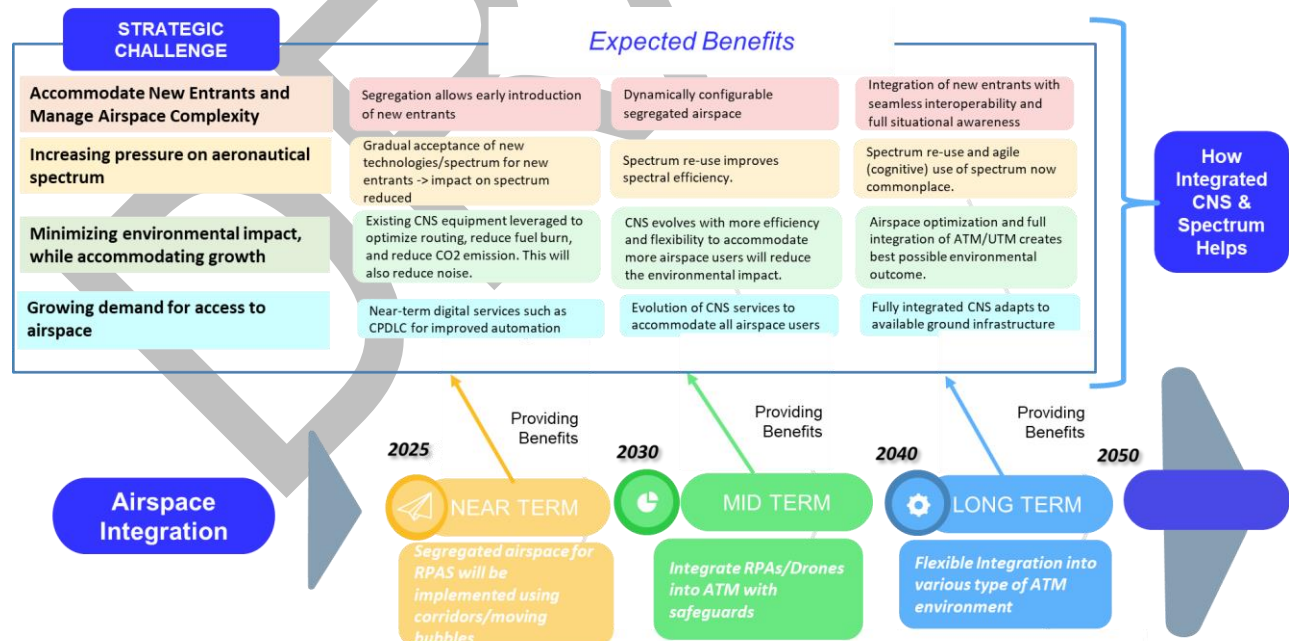 STRATEGIC
CHALLENGE
Expected Benefits
Accommodate New Entrants and
Manage Airspace Complexity
Segregation allows early introduction
of new entrants
Dynamically configurable
segregated airspace
Integration of new entrants with
seamless interoperability and
full situational awareness
Increasing pressure on aeronautical
spectrum
Gradual acceptance of new
technologies/spectrum for new
entrants -> impact on spectrum
reduced
Spectrum re-use improves
spectral efficiency.
Spectrum re-use and agile
(cognitive) use of spectrum now
commonplace.
Minimizing environmental impact,
while accommodating growth
Existing CNS equipment leveraged to
optimize routing, reduce fuel burn,
and reduce CO2 emission. This will
also reduce noise.
CNS evolves with more efficiency
and flexibility to accommodate
more airspace users will reduce
the environmental impact.
Airspace optimization and full
integration of ATM/UTM creates
best possible environmental
outcome.
Growing demand for access to
airspace
Near-term digital services such as
CPDLC for improved automation
Evolution of CNS services to
accommodate all airspace users
Fully integrated CNS adapts to
available ground infrastructure
How
Integrated
CNS &
Spectrum
Helps
Providing
Benefits
Providing
Benefits
Providing
Benefits
2025
2030
2040
2050
Airspace
Integration
NEAR TERM
MID TERM
LONG TERM
Segregated airspace for
RPAS will be
implemented using
corridors/moving
bubbles
Integrate RPAs/Drones
into ATM with
safeguards
Flexible Integration into
various type of ATM
environment